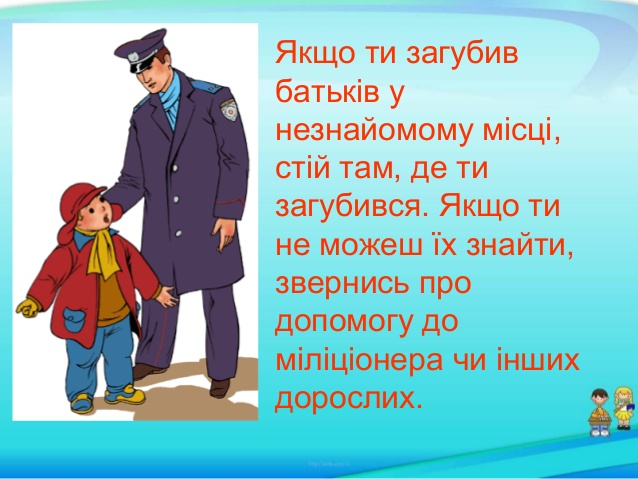 Якщо ти загубив
батьків у
незнайомому місці,
стій там, де ти
загубився. Якщо ти
не можеш їх знайти,
звернись про
допомогу до
міліціонера чи інших
дорослих.